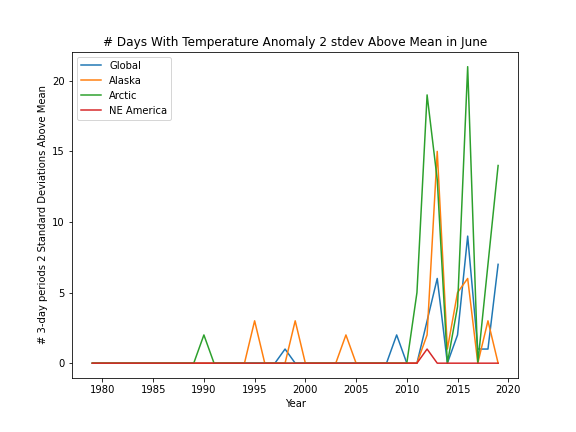 # Days With Temperature Anomaly 2 stdev Above Mean in June
Global
Alaska
Arctic
NE America
# 3-day periods 2 Standard Deviations Above Mean
20
15
10
5
0
1980 1985 1990 1995 2000 2005 2010 2015 2020
Year